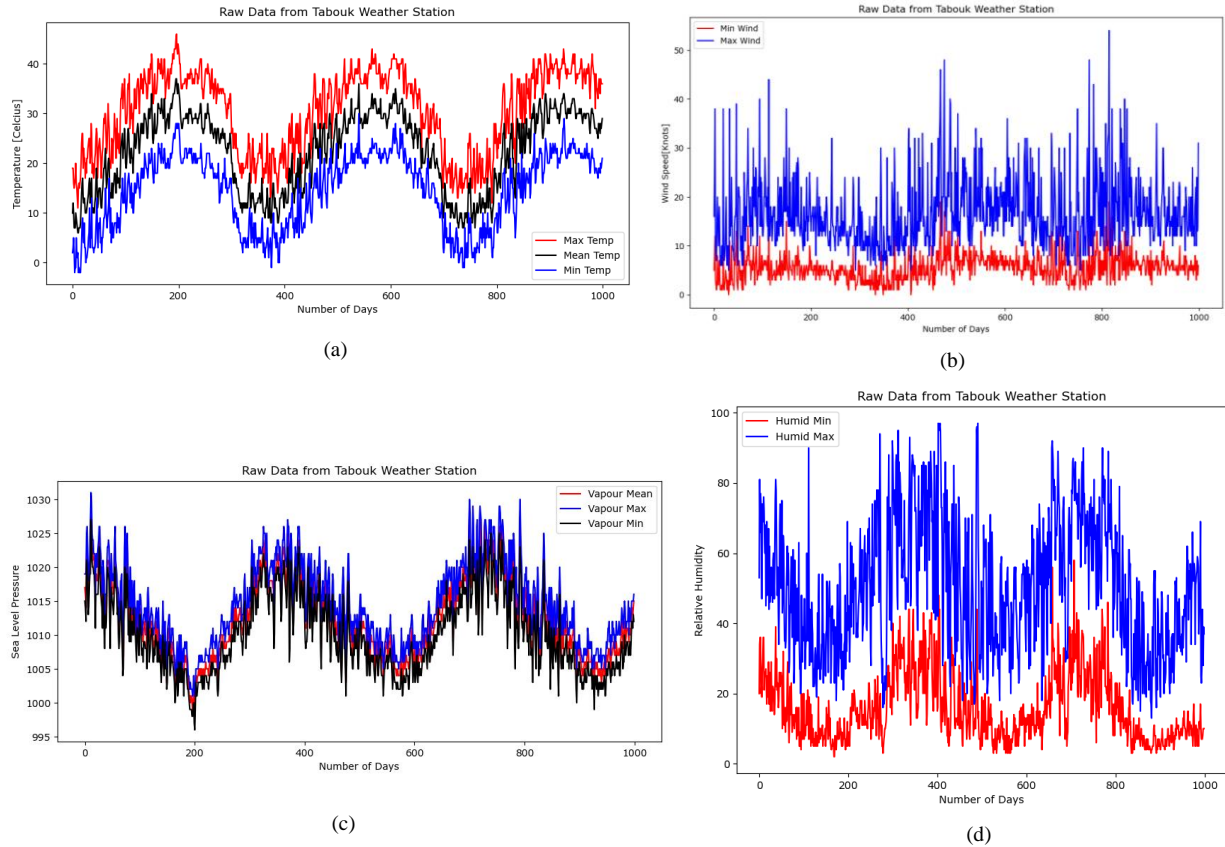 Raw Data from Tabouk Weather Station
Temperature [Celcius]
40
30
20
10
0
Max Temp
Mean Temp
Min Temp
0 200 400 600 800 1000
Number of Days
(a)
Raw Data from Tabouk Weather Station
Min Wind
Max Wind
Wind Speed[Knots]
50
40
30
20
10
0
0 200 400 600 800 1000
Number of Days
(b)
Raw Data from Tabouk Weather Station
Vapour Mean
Vapour Max
Vapour Min
Sea Level Pressure
1030
1025
1020
1015
1010
1005
1000
995
0 200 400 600 800 1000
Number of Days
(c)
Raw Data from Tabouk Weather Station
Humid Min
Humid Max
Relative Humidity
100
80
60
40
20
0
0 200 400 600 800 1000
Number of Days
(d)